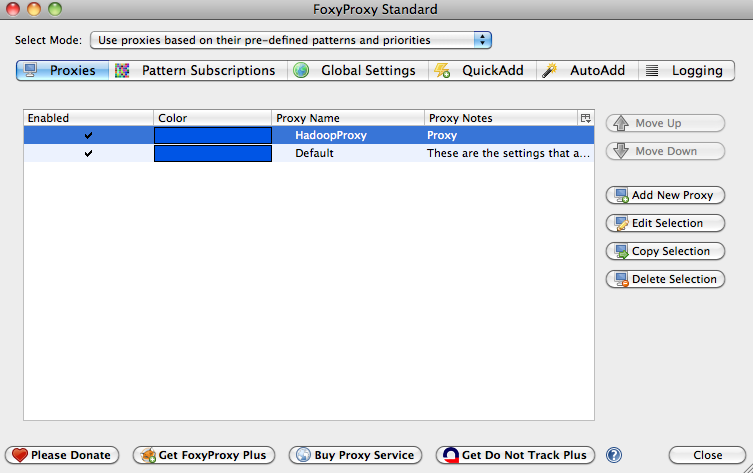 FoxyProxy Standard
Select Mode: Use proxies based on their pre-defined patterns and priorities
Proxies Pattern Subscriptions Global Settings QuickAdd AutoAdd Logging
Enabled Color Proxy Name Proxy Notes
HadoopProxy Proxy
Default These are the settings that a...
Move Up
Move Down
Add New Proxy
Edit Selection
Copy Selection
Delete Selection
Please Donate Get FoxyProxy Plus Buy Proxy Service Get Do Not Track Plus ? Close